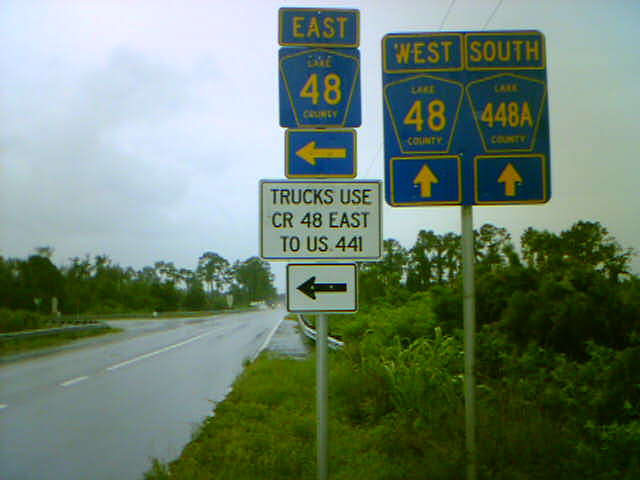 EAST
LAKE
48
COUNTY
TRUCKS USE
CR 48 EAST
TO US 441
WEST SOUTH
LAKE LAKE
48 448A
COUNTY COUNTY